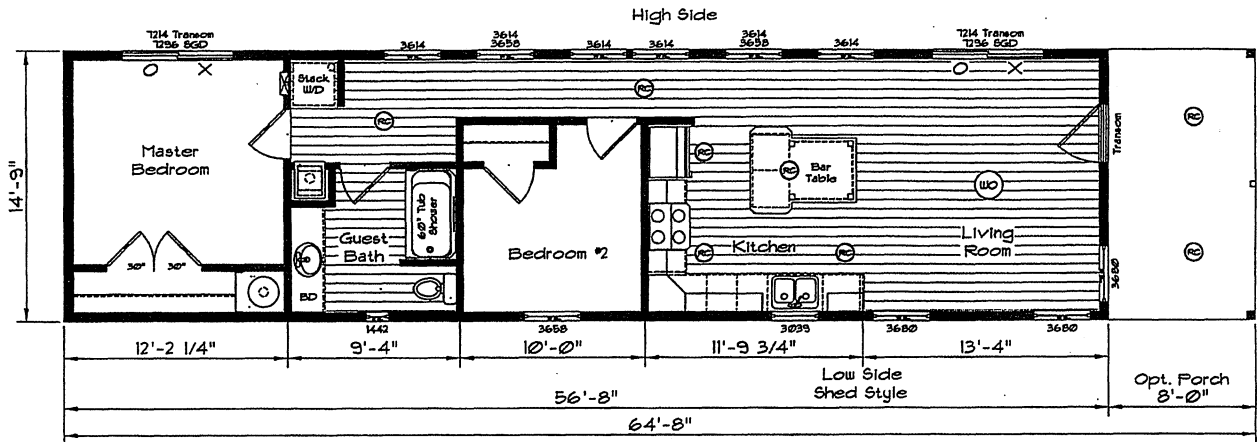 High Side
7214 Transom
7296 SGD
3614
3614
3658
3614
3614
3614
3658
3614
7214 Transom
7296 SGD
Stack
W/D
RC
RC
RC
Transom
Master
Bedroom
RC
RC
Bar
Table
WO
14'-9"
60" Tub
Shower
Guest
Bath
Bedroom #2
RC
Kitchen
RC
Living
Room
RC
30"
30"
BD
3680
1442
3658
3039
3680
3680
12'-2 1/4"
9'-4"
10'-0"
11'-9 3/4"
13'-4"
Low Side
Shed Style
Opt. Porch
8'-0"
56'-8"
64'-8"